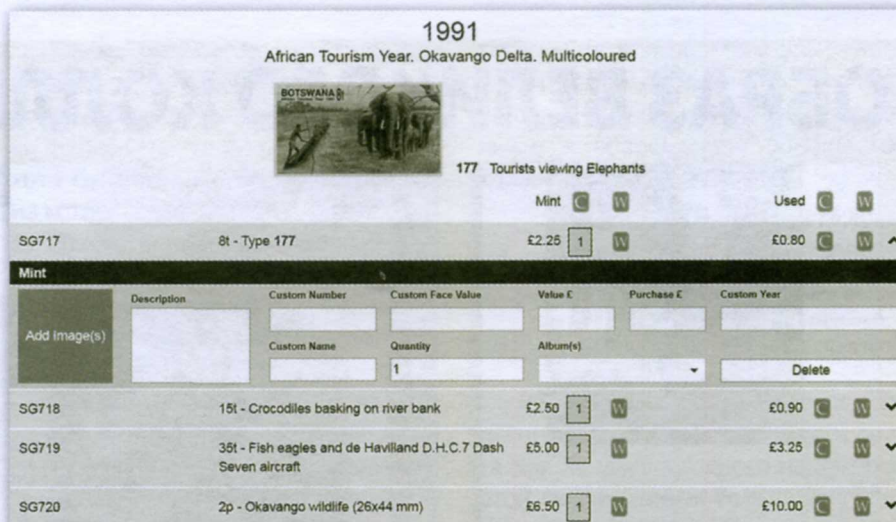 1991
African Tourism Year. Okavango Delta. Multicoloured
BOTSWANA
177 Tourists viewing Elephants
Mint C W Used C W
SG717 8t - Type 177 £2.25 1 W £0.80 C W
Mint
Add Image(s)
Description Custom Number Custom Face Value Value £ Purchase £ Custom Year
Custom Name Quantity Album(s)
1 Delete
SG718 15t - Crocodiles basking on river bank £2.50 1 W £0.90 C W
SG719 35t - Fish eagles and de Havilland D.H.C.7 Dash £5.00 1 W £3.25 C W
Seven aircraft
SG720 2p - Okavango wildlife (26x44 mm) £6.50 1 W £10.00 C W